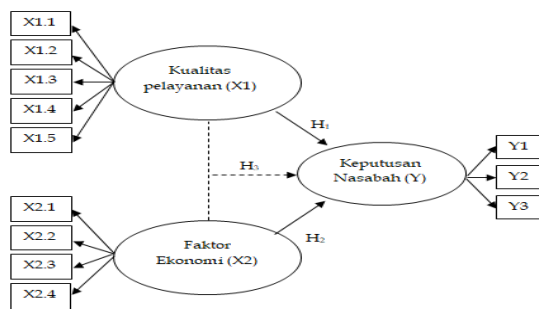 X1.1
X1.2
X1.3
X1.4
X1.5
Kualitas
pelayanan (X1)
H₁
Keputusan
Nasabah (Y)
H₃
Y1
Y2
Y3
X2.1
X2.2
X2.3
X2.4
Faktor
Ekonomi (X2)
H₂